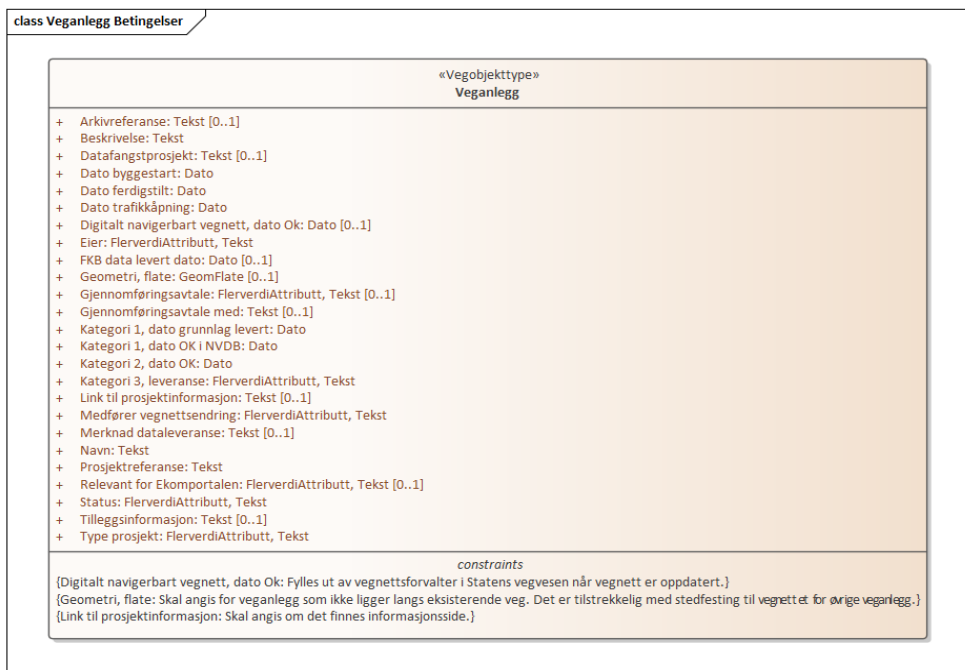 class Veganlegg Betingelser
«Vegobjekttype»
Veganlegg
+ Arkivreferanse: Tekst [0..1]
+ Beskrivelse: Tekst
+ Datafangstprosjekt: Tekst [0..1]
+ Dato byggestart: Dato
+ Dato ferdigstilt: Dato
+ Dato trafikkåpning: Dato
+ Digitalt navigerbart vegnett, dato Ok: Dato [0..1]
+ Eier: FlerverdiAttributt, Tekst
+ FKB data levert dato: Dato [0..1]
+ Geometri, flate: GeomFlate [0..1]
+ Gjennomføringsavtale: FlerverdiAttributt, Tekst [0..1]
+ Gjennomføringsavtale med: Tekst [0..1]
+ Kategori 1, dato grunnlag levert: Dato
+ Kategori 1, dato OK i NVDB: Dato
+ Kategori 2, dato OK: Dato
+ Kategori 3, leveranse: FlerverdiAttributt, Tekst
+ Link til prosjektinformasjon: Tekst [0..1]
+ Medfører vegnettsendring: FlerverdiAttributt, Tekst
+ Merknad dataleveranse: Tekst [0..1]
+ Navn: Tekst
+ Prosjektreferanse: Tekst
+ Relevant for Ekomportalen: FlerverdiAttributt, Tekst [0..1]
+ Status: FlerverdiAttributt, Tekst
+ Tilleggsinformasjon: Tekst [0..1]
+ Type prosjekt: FlerverdiAttributt, Tekst
constraints
{Digitalt navigerbart vegnett, dato Ok: Fylles ut av vegnettsforvalter i Statens vegvesen når vegnett er oppdatert.}
{Geometri, flate: Skal angis for veganlegg som ikke ligger langs eksisterende veg. Det er tilstrekkelig med stedfesting til vegnettet for øvrige veganlegg.}
{Link til prosjektinformasjon: Skal angis om det finnes informasjonsside.}